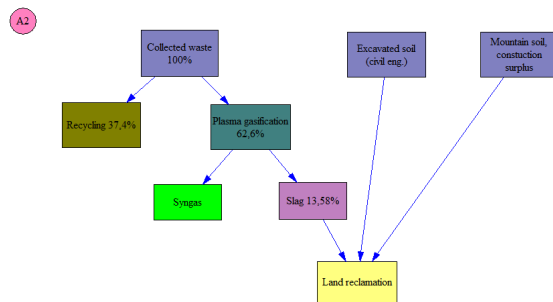 A2
Collected waste
100%
Excavated soil
(civil eng.)
Mountain soil,
constuction
surplus
Recycling 37,4%
Plasma gasification
62,6%
Syngas
Slag 13,58%
Land reclamation